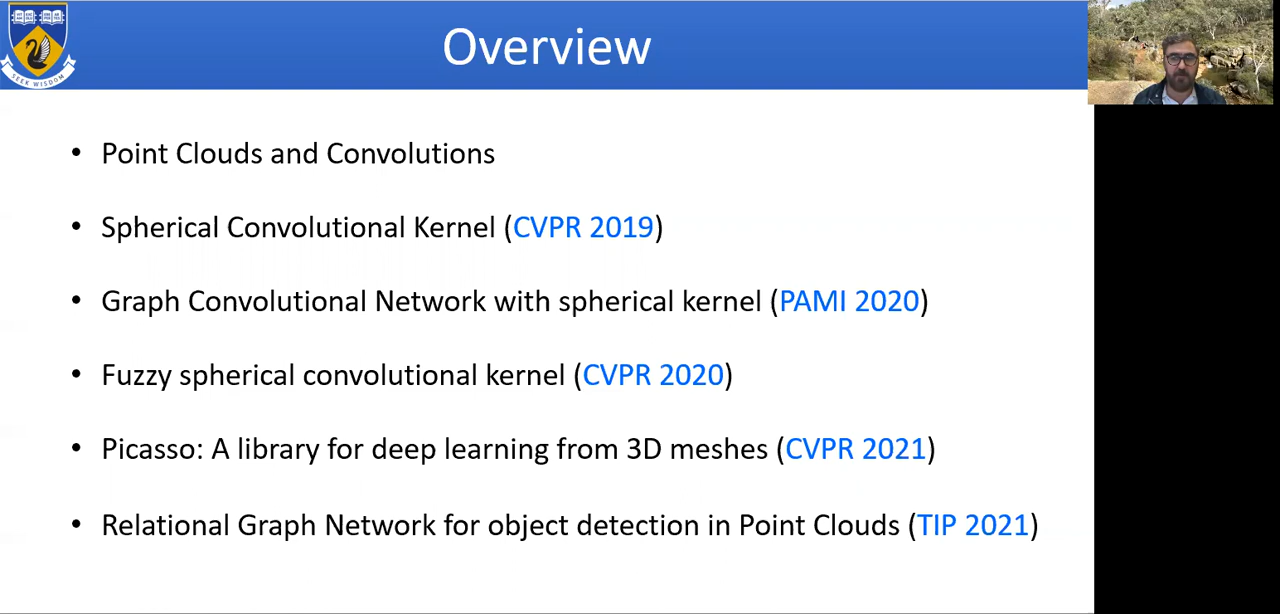 Overview
SEEK WISDOM
• Point Clouds and Convolutions
• Spherical Convolutional Kernel (CVPR 2019)
• Graph Convolutional Network with spherical kernel (PAMI 2020)
• Fuzzy spherical convolutional kernel (CVPR 2020)
• Picasso: A library for deep learning from 3D meshes (CVPR 2021)
• Relational Graph Network for object detection in Point Clouds (TIP 2021)